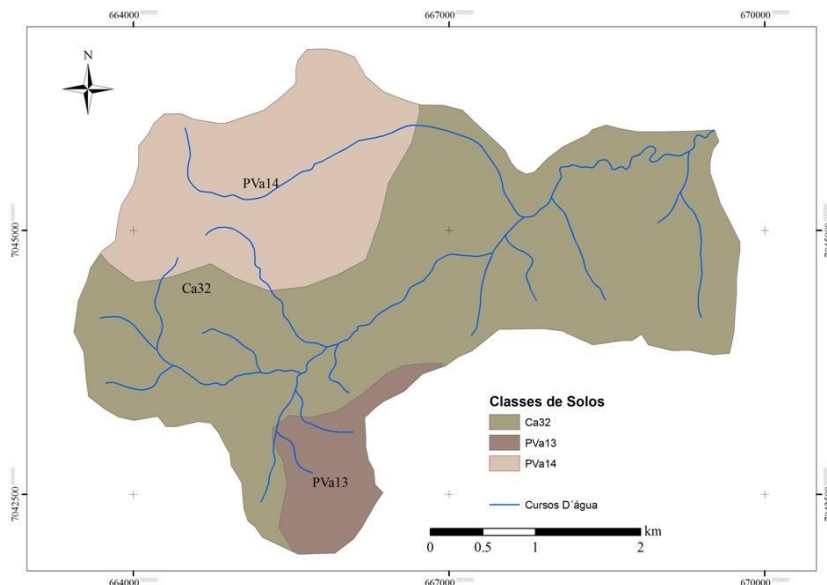 664000 667000 670000
N
PVa14
7045000
Ca32
Classes de Solos
Ca32
PVa13
PVa14
PVa13
7042500
Cursos D´água
km
0 0.5 1 2
664000 667000 670000